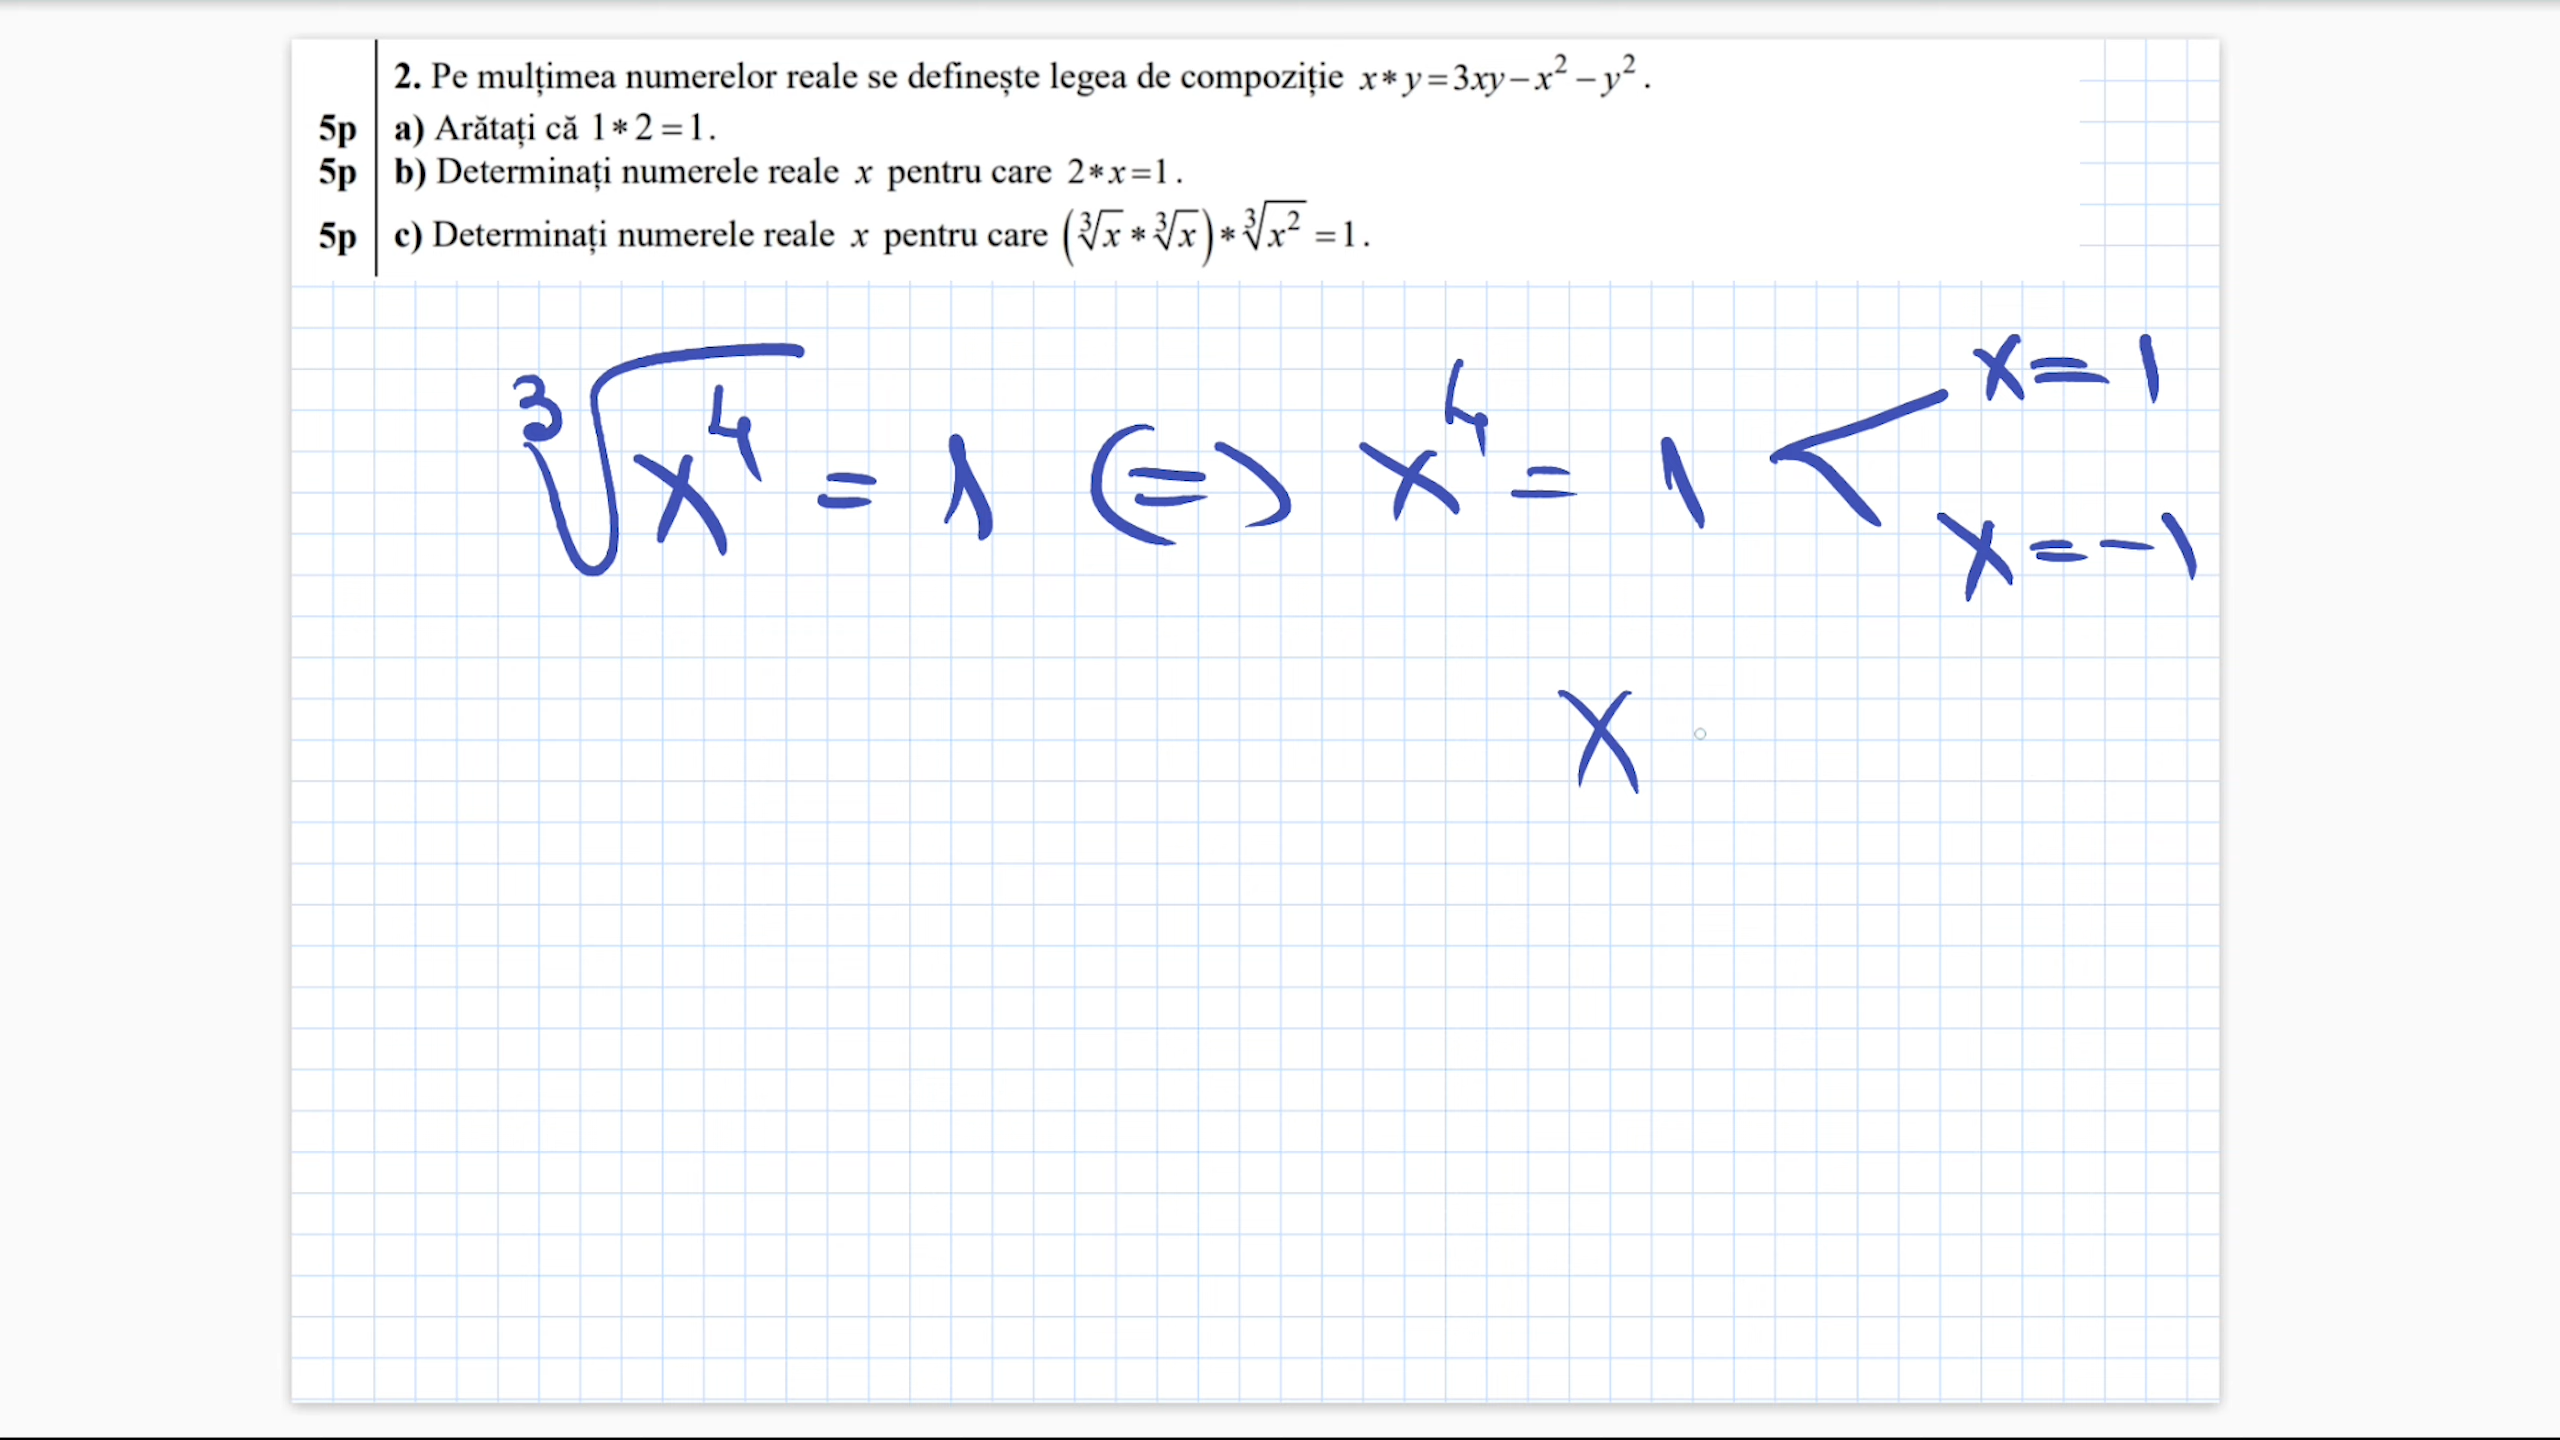 2. Pe mulțimea numerelor reale se definește legea de compoziție x∗y=3xy−x²−y².
5p a) Arătați că 1∗2=1.
5p b) Determinați numerele reale x pentru care 2∗x=1.
5p c) Determinați numerele reale x pentru care (∛x∗∛x)∗∛x²=1.
∛x⁴ = 1 (=) x⁴ = 1
x = 1
x = -1
x